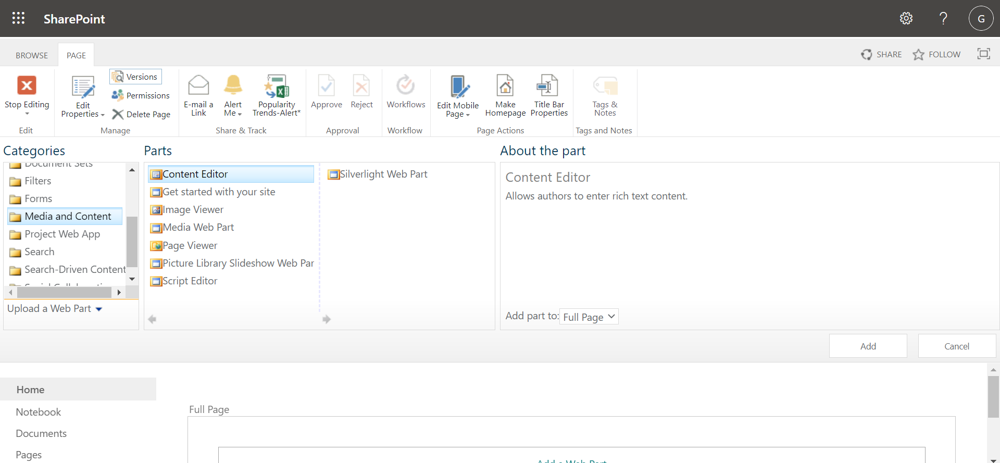 SharePoint
G
BROWSE
PAGE
SHARE
FOLLOW
Stop Editing
Edit
Edit Properties
Versions
Permissions
Delete Page
Manage
E-mail a Link
Alert Me
Popularity Trends-Alert*
Share & Track
Approve
Reject
Approval
Workflows
Workflow
Edit Mobile Page
Make Homepage
Title Bar Properties
Page Actions
Tags & Notes
Tags and Notes
Categories
Document Sets
Filters
Forms
Media and Content
Project Web App
Search
Search-Driven Content
Upload a Web Part
Parts
Content Editor
Get started with your site
Image Viewer
Media Web Part
Page Viewer
Picture Library Slideshow Web Par
Script Editor
Silverlight Web Part
About the part
Content Editor
Allows authors to enter rich text content.
Add part to: Full Page
Add
Cancel
Home
Notebook
Documents
Pages
Full Page
Add a Web Part